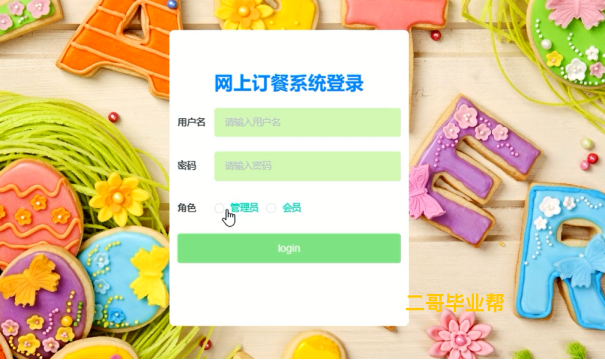 A
网上订餐系统登录
用户名 请输入用户名
密码 请输入密码
角色 管理员 会员
login
E
R
二哥毕业帮